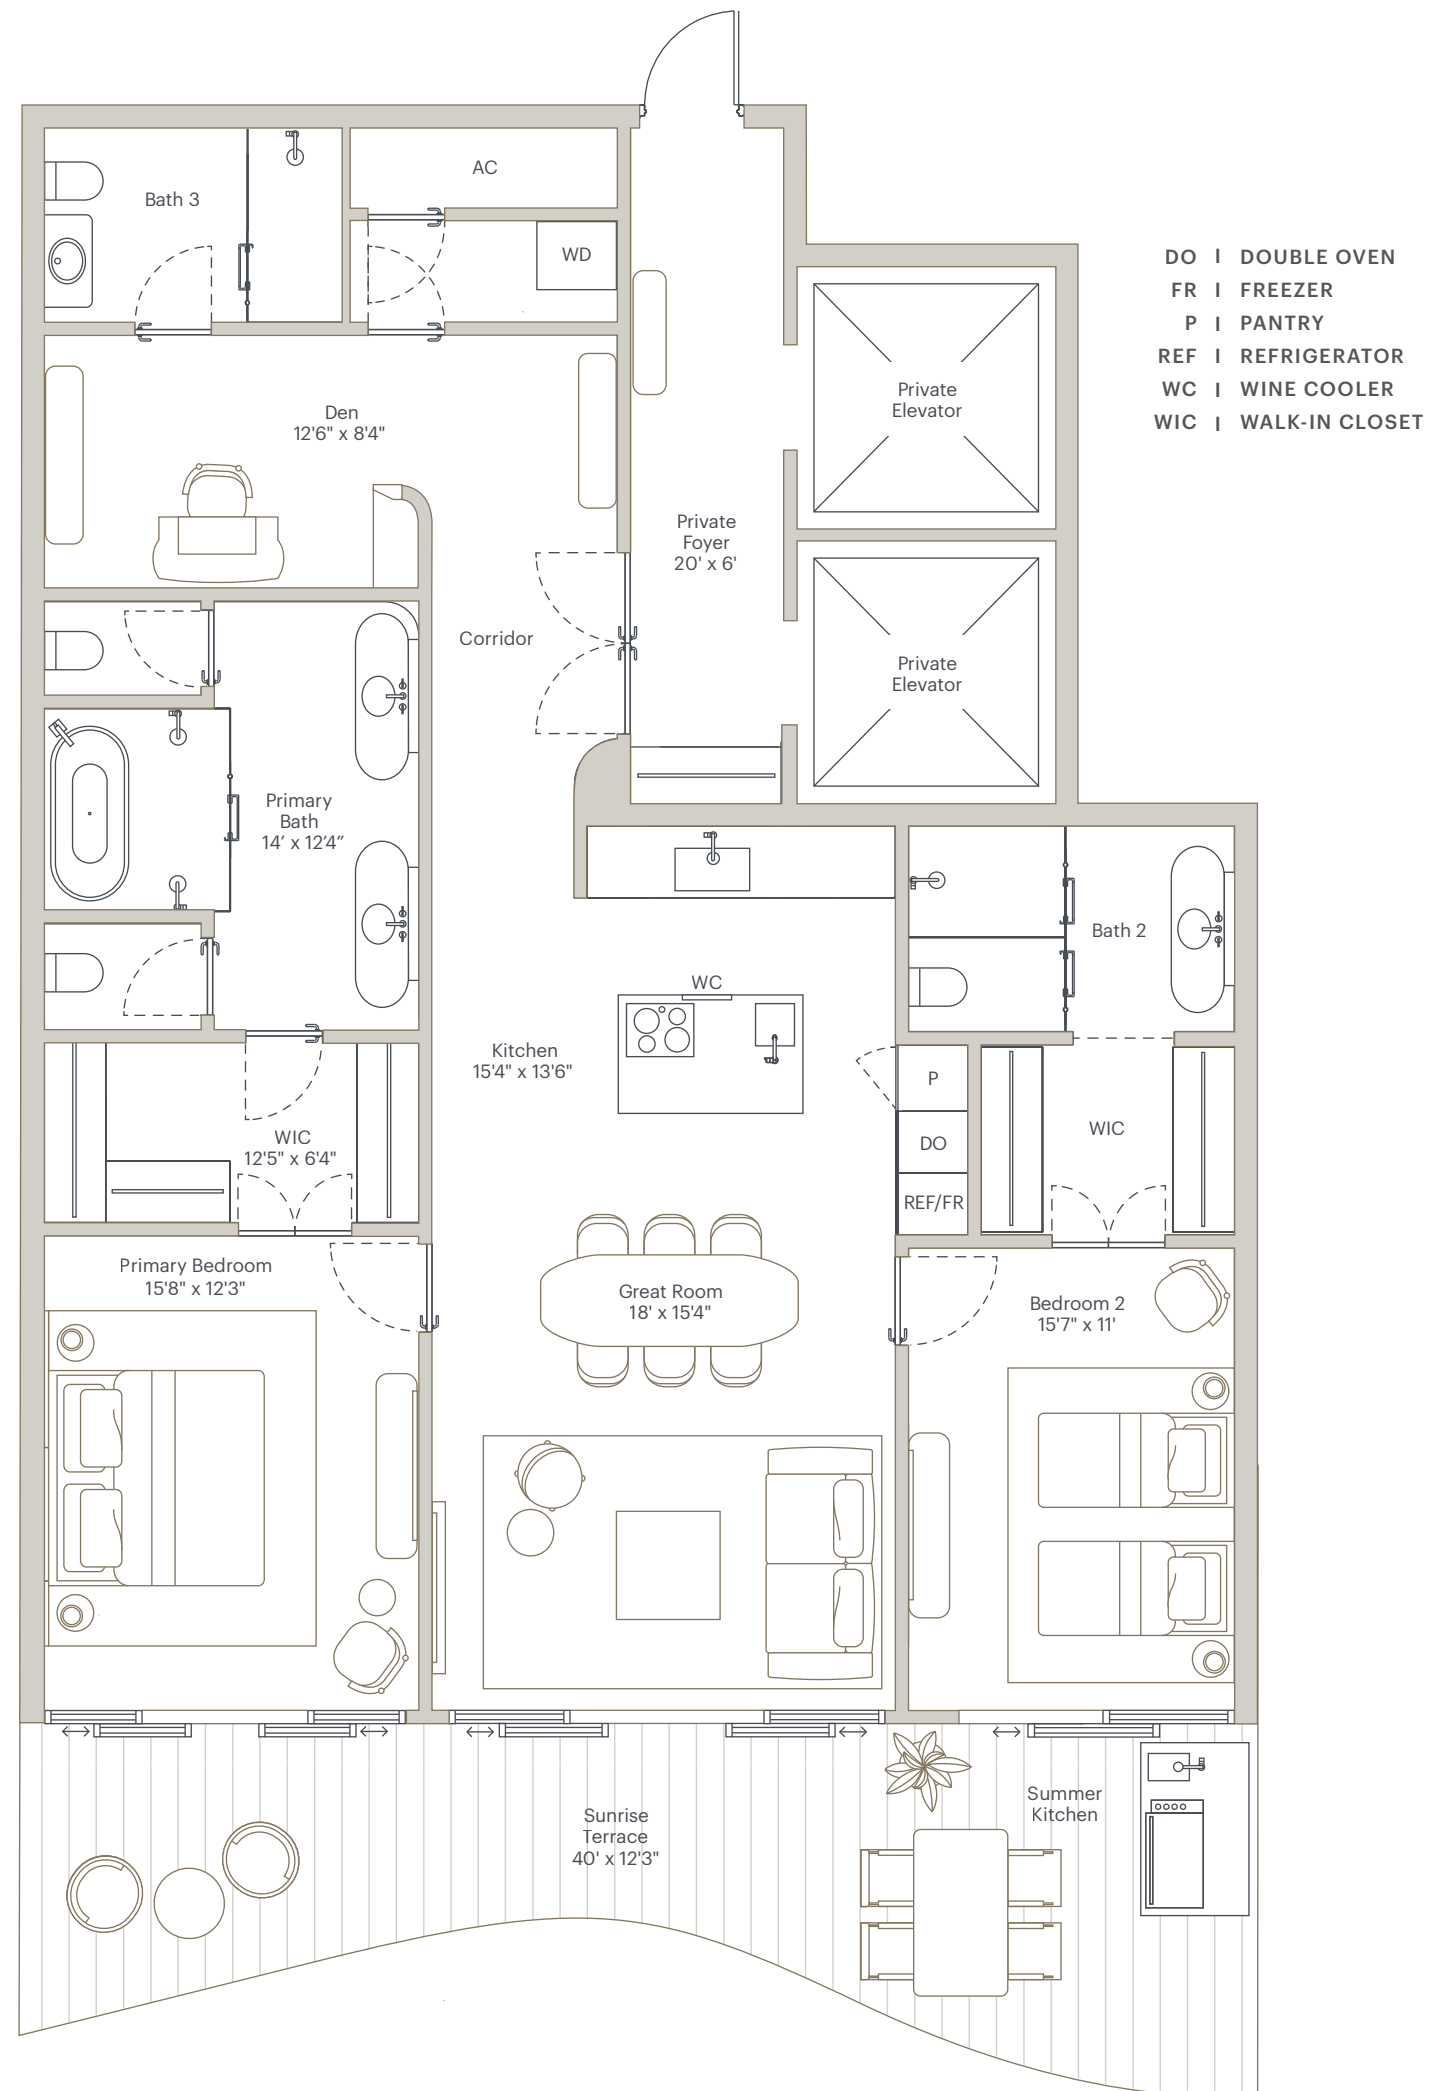 AC
Bath 3
WD
DO | DOUBLE OVEN
FR | FREEZER
P | PANTRY
REF | REFRIGERATOR
WC | WINE COOLER
WIC | WALK-IN CLOSET
Private
Elevator
Den
12'6" x 8'4"
Private
Foyer
20' x 6'
Corridor
Private
Elevator
Primary
Bath
14’ x 12’4”
Bath 2
WC
Kitchen
15'4" x 13'6"
P
DO
REF/FR
WIC
WIC
12'5" x 6'4"
Primary Bedroom
15'8" x 12'3"
Great Room
18' x 15'4"
Bedroom 2
15'7" x 11'
Summer
Kitchen
Sunrise
Terrace
40' x 12'3"